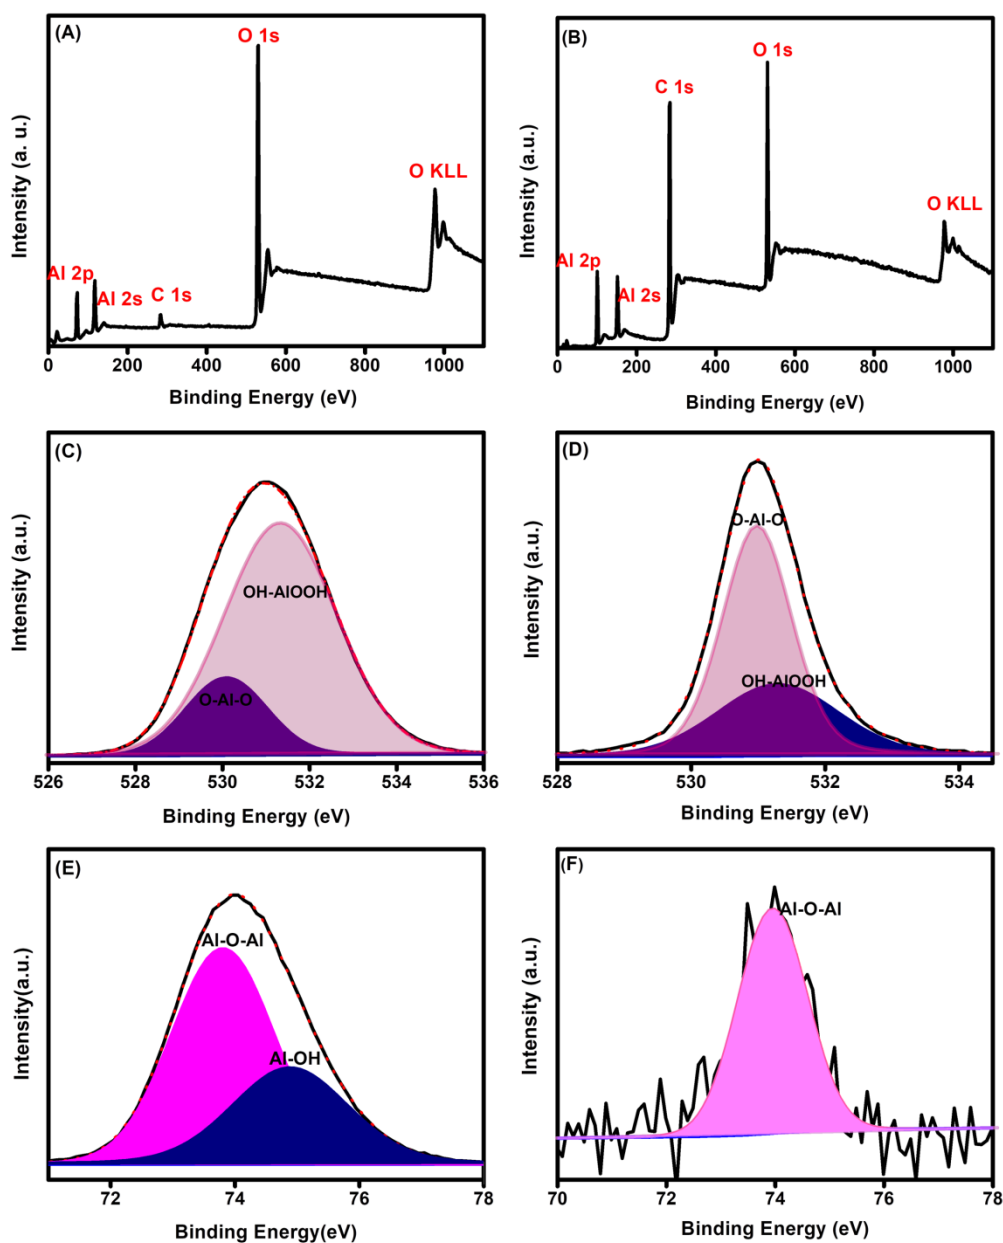 (A)
O 1s
O KLL
Al 2p
Al 2s
C 1s
Intensity (a. u.)
0 200 400 600 800 1000
Binding Energy (eV)
(B)
O 1s
C 1s
O KLL
Al 2p
Al 2s
Intensity (a. u.)
0 200 400 600 800 1000
Binding Energy (eV)
(C)
OH-AlOOH
O-Al-O
Intensity (a.u.)
526 528 530 532 534 536
Binding Energy (eV)
(D)
O-Al-O
OH-AlOOH
Intensity (a.u.)
528 530 532 534
Binding Energy (eV)
(E)
Al-O-Al
Al-OH
Intensity(a.u.)
72 74 76 78
Binding Energy(eV)
(F)
Al-O-Al
Intensity (a.u.)
70 72 74 76 78
Binding Energy (eV)